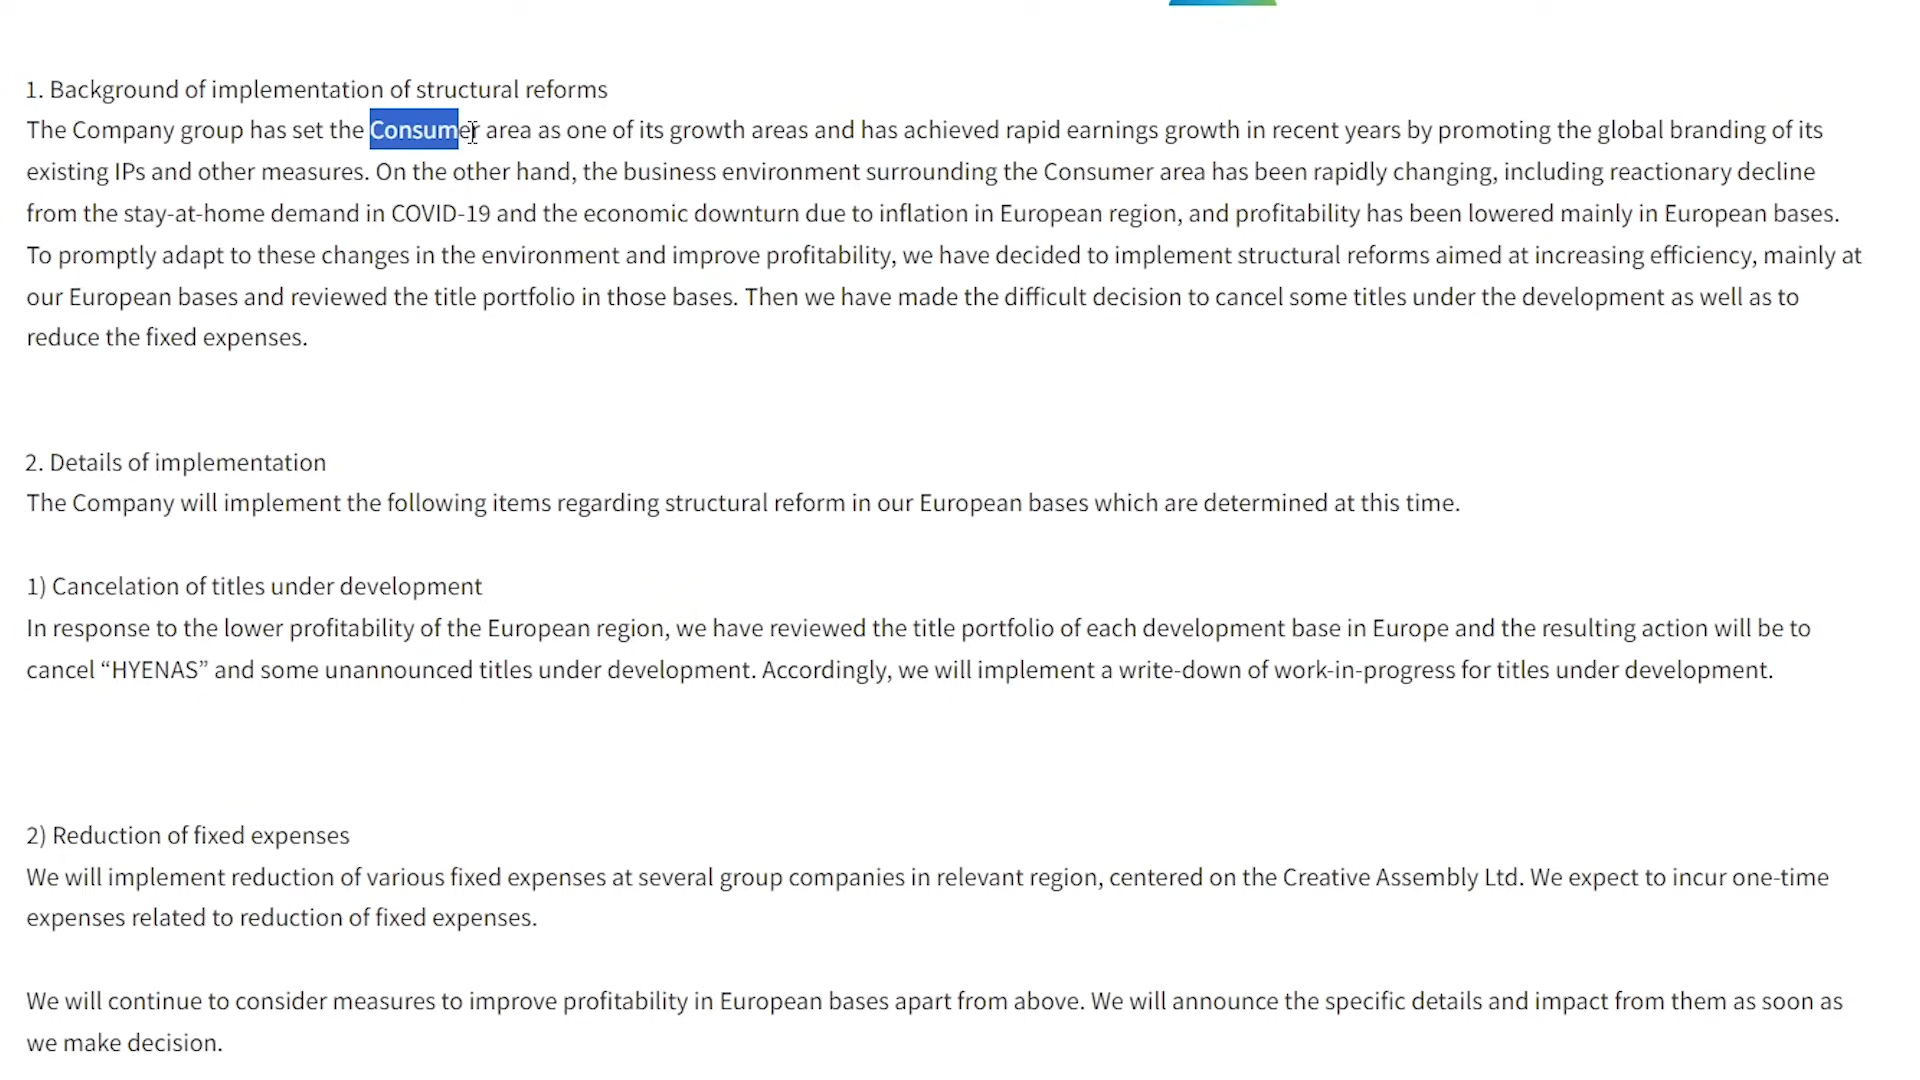 1. Background of implementation of structural reforms
The Company group has set the Consumer area as one of its growth areas and has achieved rapid earnings growth in recent years by promoting the global branding of its
existing IPs and other measures. On the other hand, the business environment surrounding the Consumer area has been rapidly changing, including reactionary decline
from the stay-at-home demand in COVID-19 and the economic downturn due to inflation in European region, and profitability has been lowered mainly in European bases.
To promptly adapt to these changes in the environment and improve profitability, we have decided to implement structural reforms aimed at increasing efficiency, mainly at
our European bases and reviewed the title portfolio in those bases. Then we have made the difficult decision to cancel some titles under the development as well as to
reduce the fixed expenses.
2. Details of implementation
The Company will implement the following items regarding structural reform in our European bases which are determined at this time.
1) Cancelation of titles under development
In response to the lower profitability of the European region, we have reviewed the title portfolio of each development base in Europe and the resulting action will be to
cancel “HYENAS” and some unannounced titles under development. Accordingly, we will implement a write-down of work-in-progress for titles under development.
2) Reduction of fixed expenses
We will implement reduction of various fixed expenses at several group companies in relevant region, centered on the Creative Assembly Ltd. We expect to incur one-time
expenses related to reduction of fixed expenses.
We will continue to consider measures to improve profitability in European bases apart from above. We will announce the specific details and impact from them as soon as
we make decision.